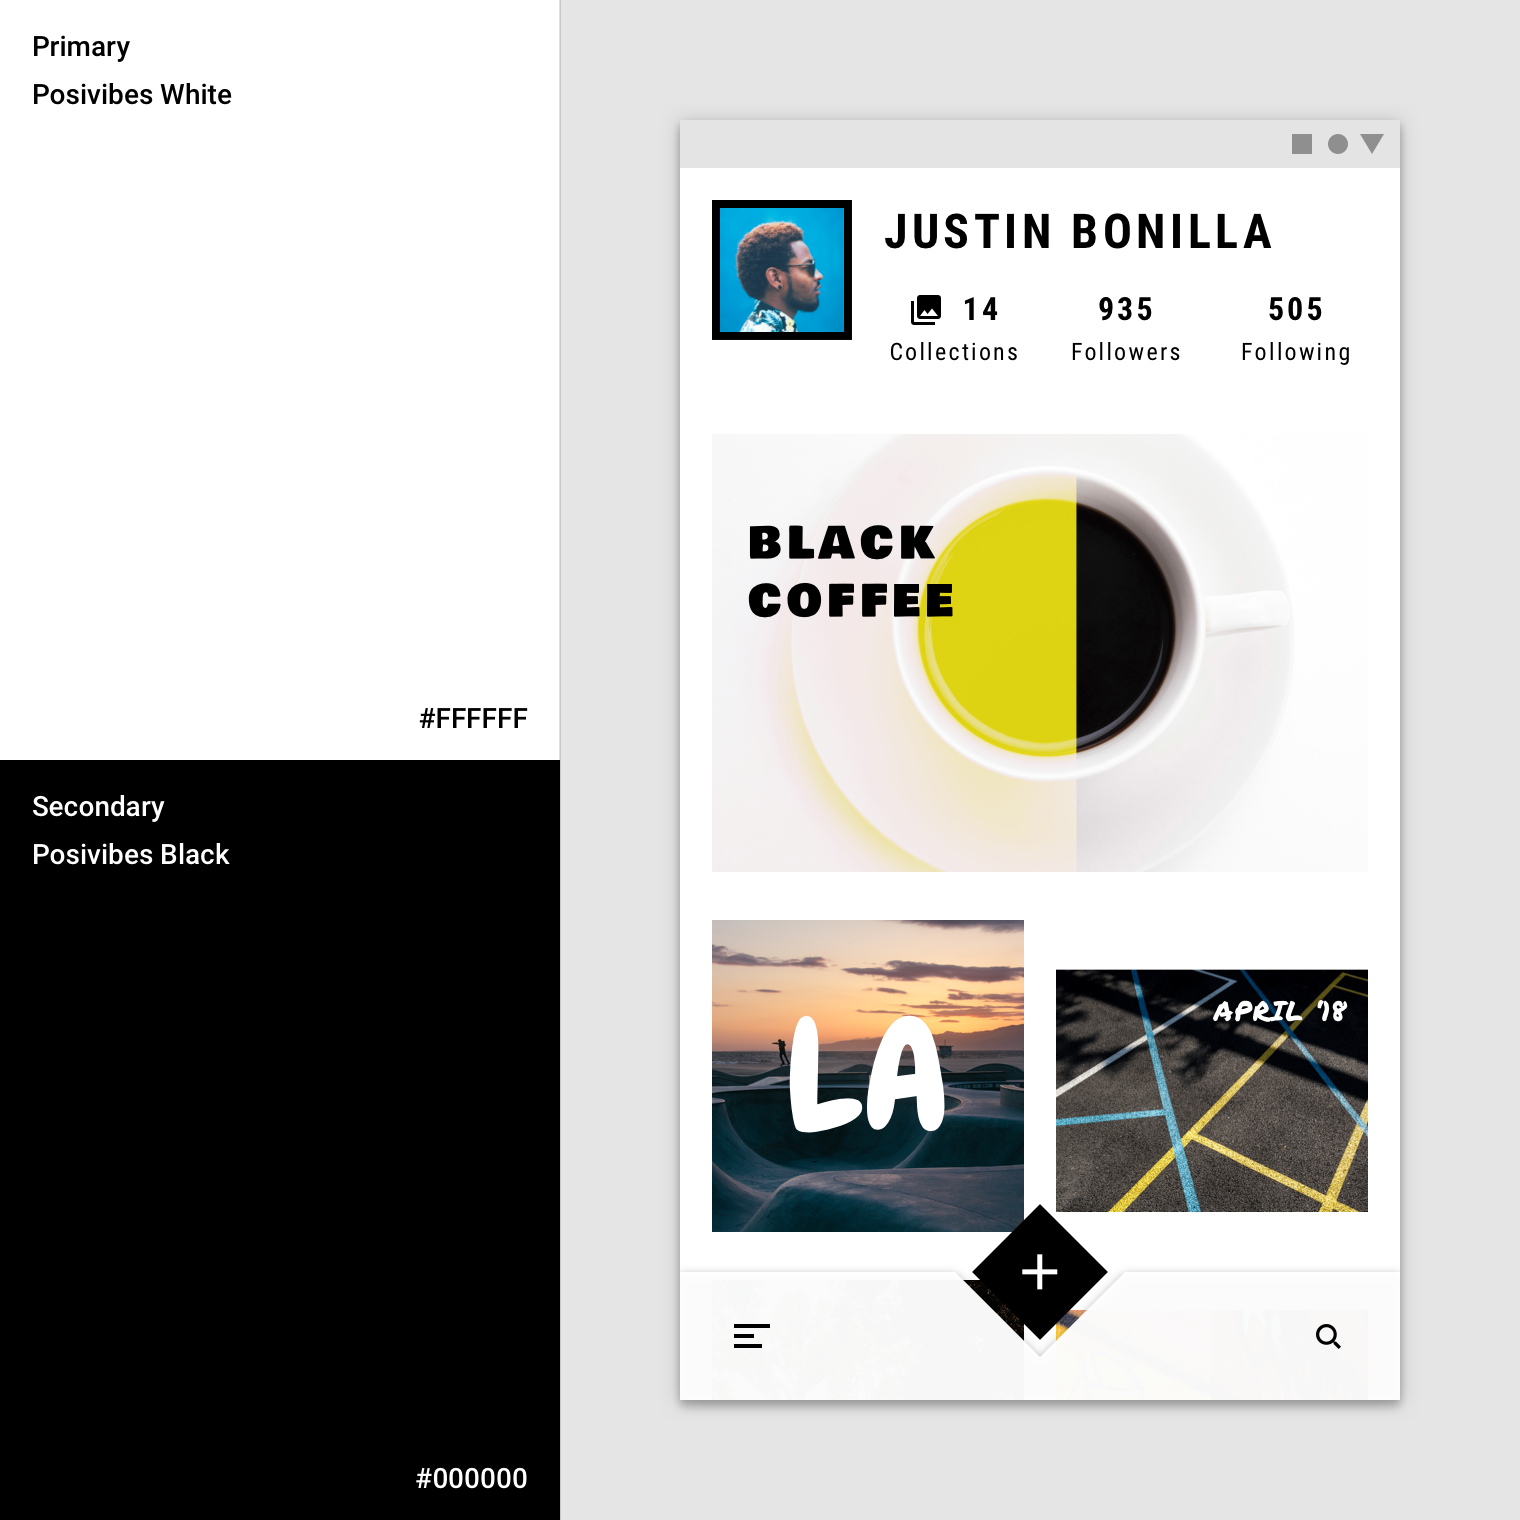 Primary
Posivibes White
#FFFFFF
Secondary
Posivibes Black
#000000
JUSTIN BONILLA
14
935
505
Collections
Followers
Following
BLACK
COFFEE
LA
APRIL '18